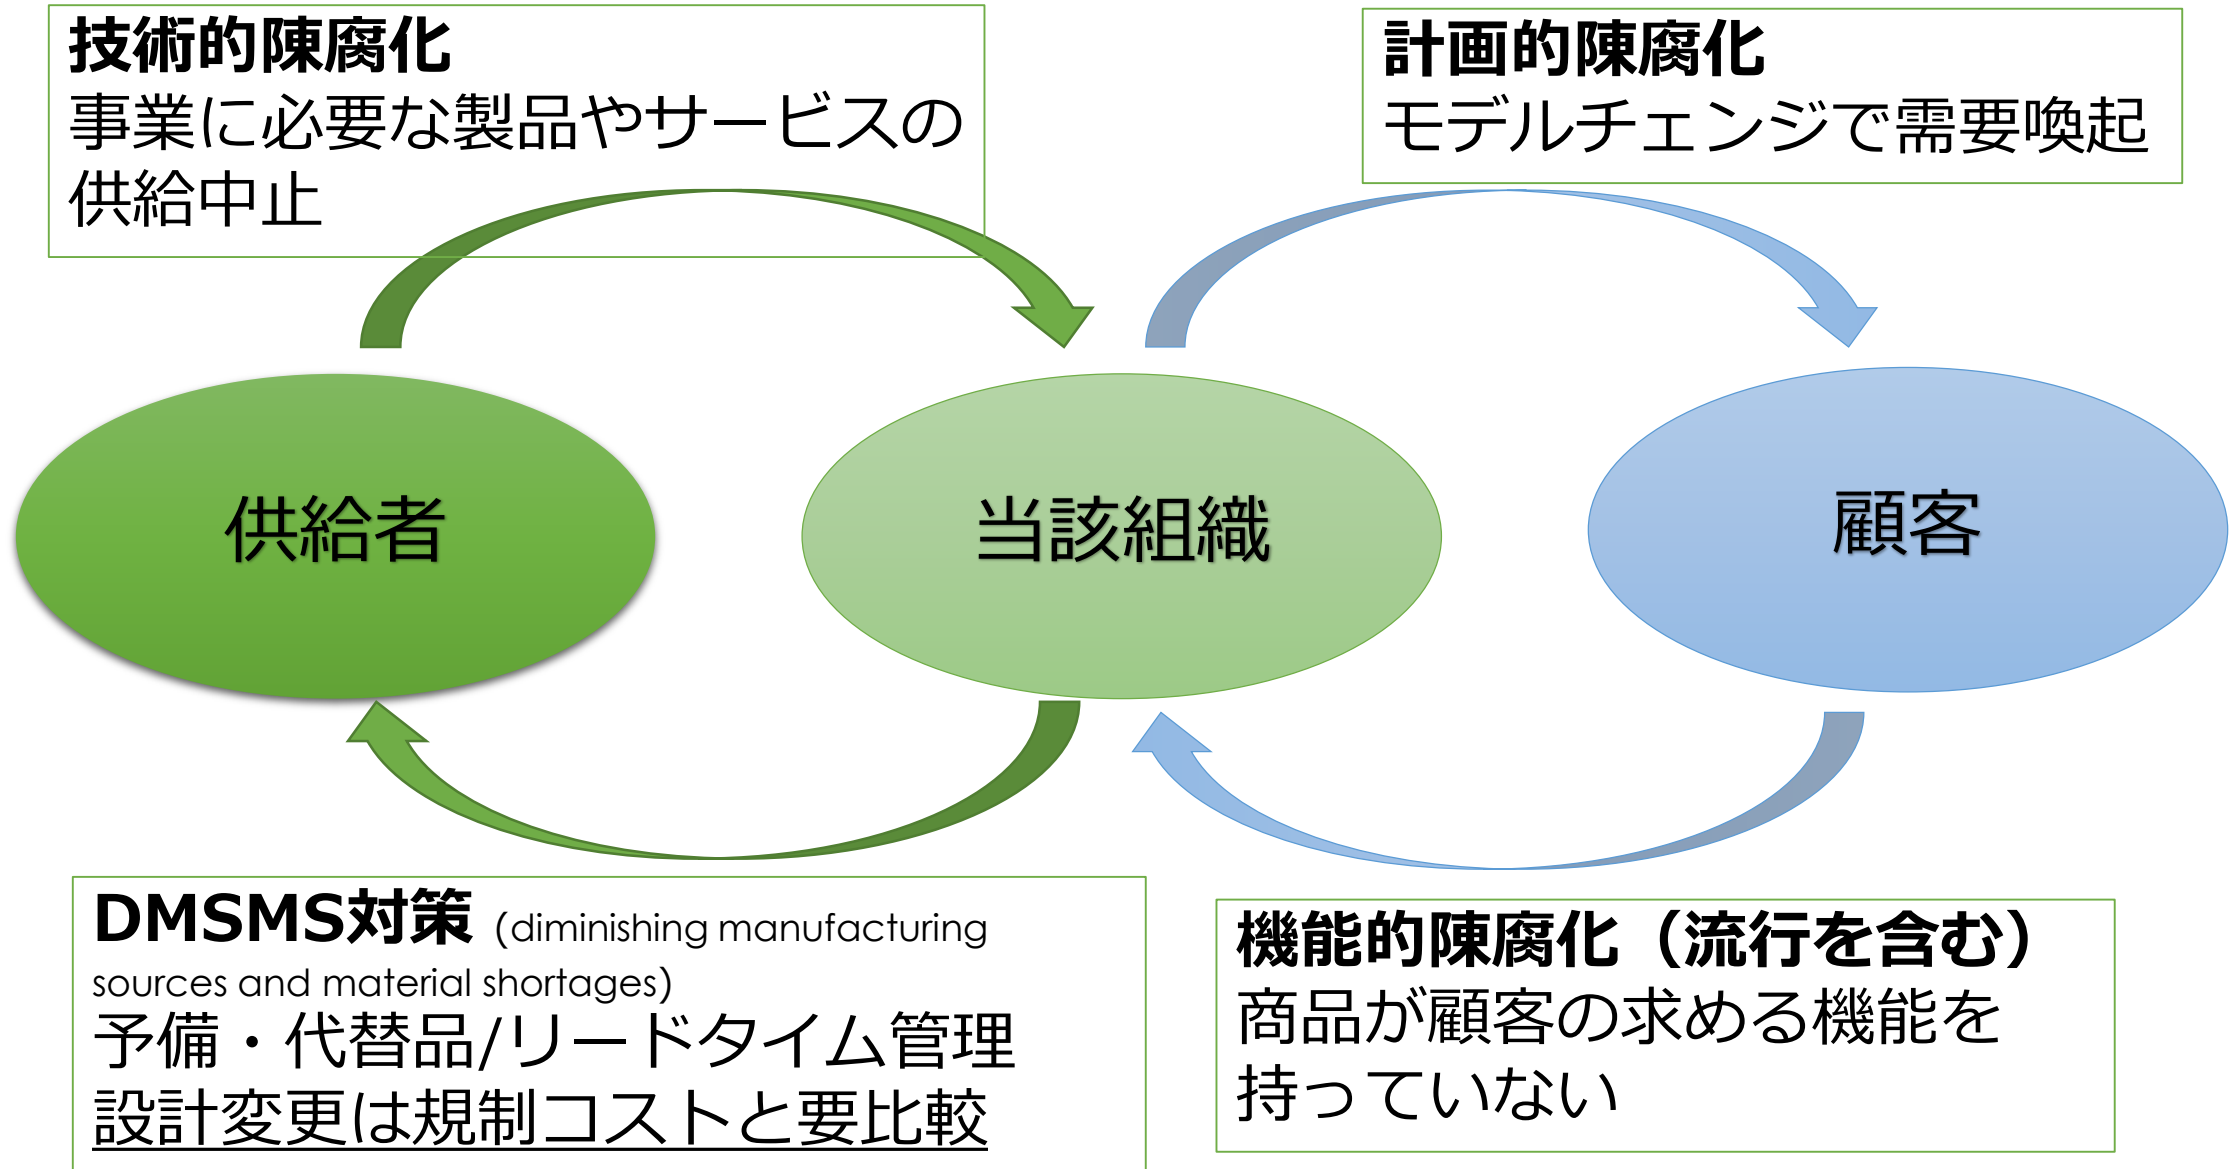 技術的陳腐化
事業に必要な製品やサービスの
供給中止
計画的陳腐化
モデルチェンジで需要喚起
供給者
当該組織
顧客
DMSMS対策 (diminishing manufacturing
sources and material shortages)
予備・代替品/リードタイム管理
設計変更は規制コストと要比較
機能的陳腐化（流行を含む）
商品が顧客の求める機能を
持っていない